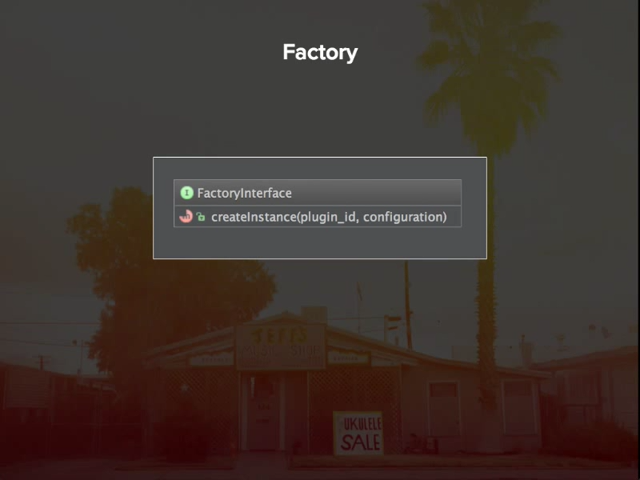 Factory
FactoryInterface
createInstance(plugin_id, configuration)
UKULELE
SALE